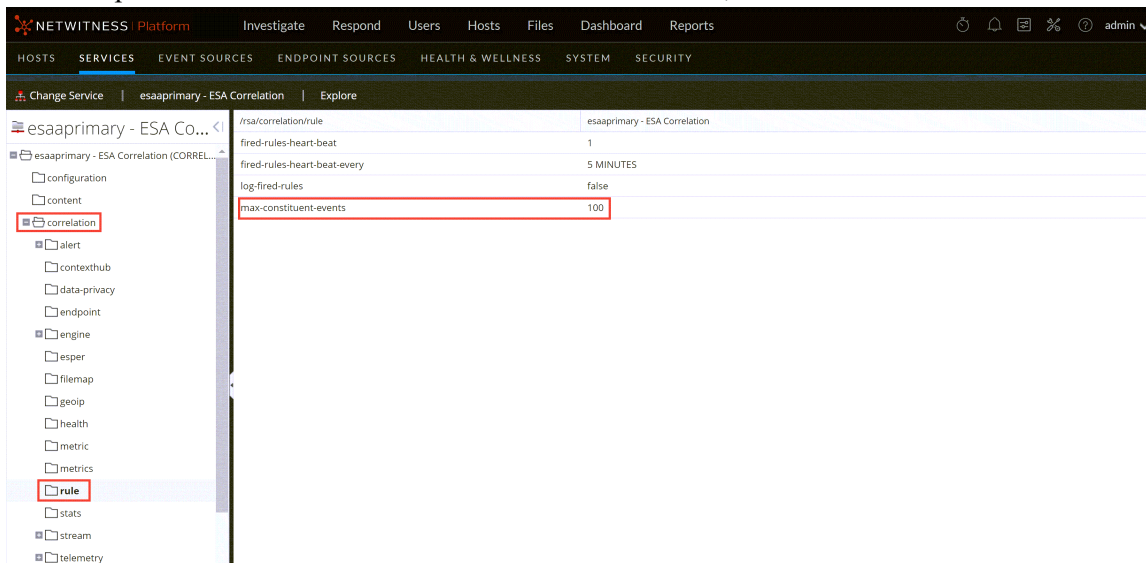 NETWITNESS Platform Investigate Respond Users Hosts Files Dashboard Reports admin
HOSTS SERVICES EVENT SOURCES ENDPOINT SOURCES HEALTH & WELLNESS SYSTEM SECURITY
Change Service | esaaprimary - ESA Correlation | Explore
esaaprimary - ESA Co...
esaaprimary - ESA Correlation (CORREL...
configuration
content
correlation
alert
contexthub
data-privacy
endpoint
engine
esper
filemap
geoip
health
metric
metrics
rule
stats
stream
telemetry
/rsa/correlation/rule esaaprimary - ESA Correlation
fired-rules-heart-beat 1
fired-rules-heart-beat-every 5 MINUTES
log-fired-rules false
max-constituent-events 100